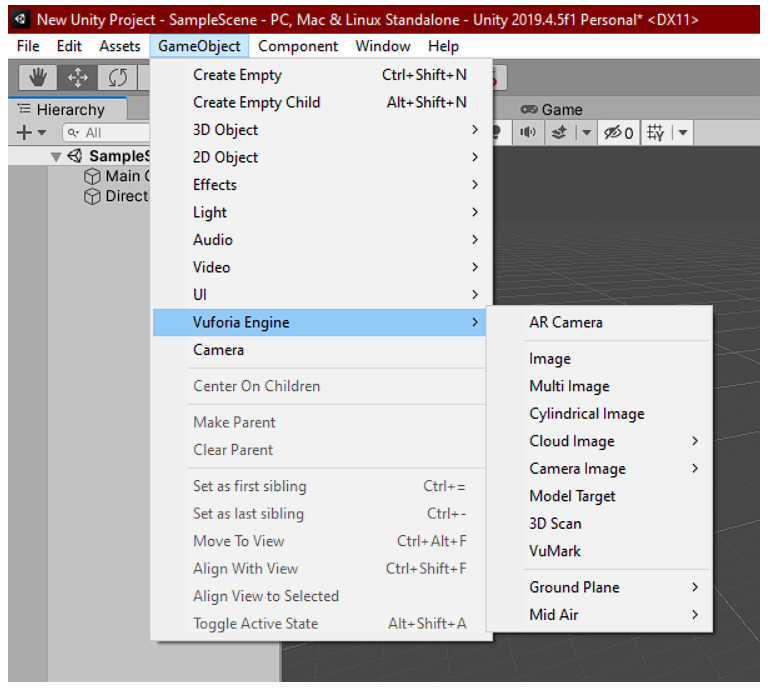 New Unity Project - SampleScene - PC, Mac & Linux Standalone - Unity 2019.4.5f1 Personal* <DX11>
File Edit Assets GameObject Component Window Help
Hierarchy
Game
All
0
SampleS
Main
Direct
Create Empty Ctrl+Shift+N
Create Empty Child Alt+Shift+N
3D Object
2D Object
Effects
Light
Audio
Video
UI
Vuforia Engine
Camera
Center On Children
Make Parent
Clear Parent
Set as first sibling Ctrl+=
Set as last sibling Ctrl+-
Move To View Ctrl+Alt+F
Align With View Ctrl+Shift+F
Align View to Selected
Toggle Active State Alt+Shift+A
AR Camera
Image
Multi Image
Cylindrical Image
Cloud Image
Camera Image
Model Target
3D Scan
VuMark
Ground Plane
Mid Air